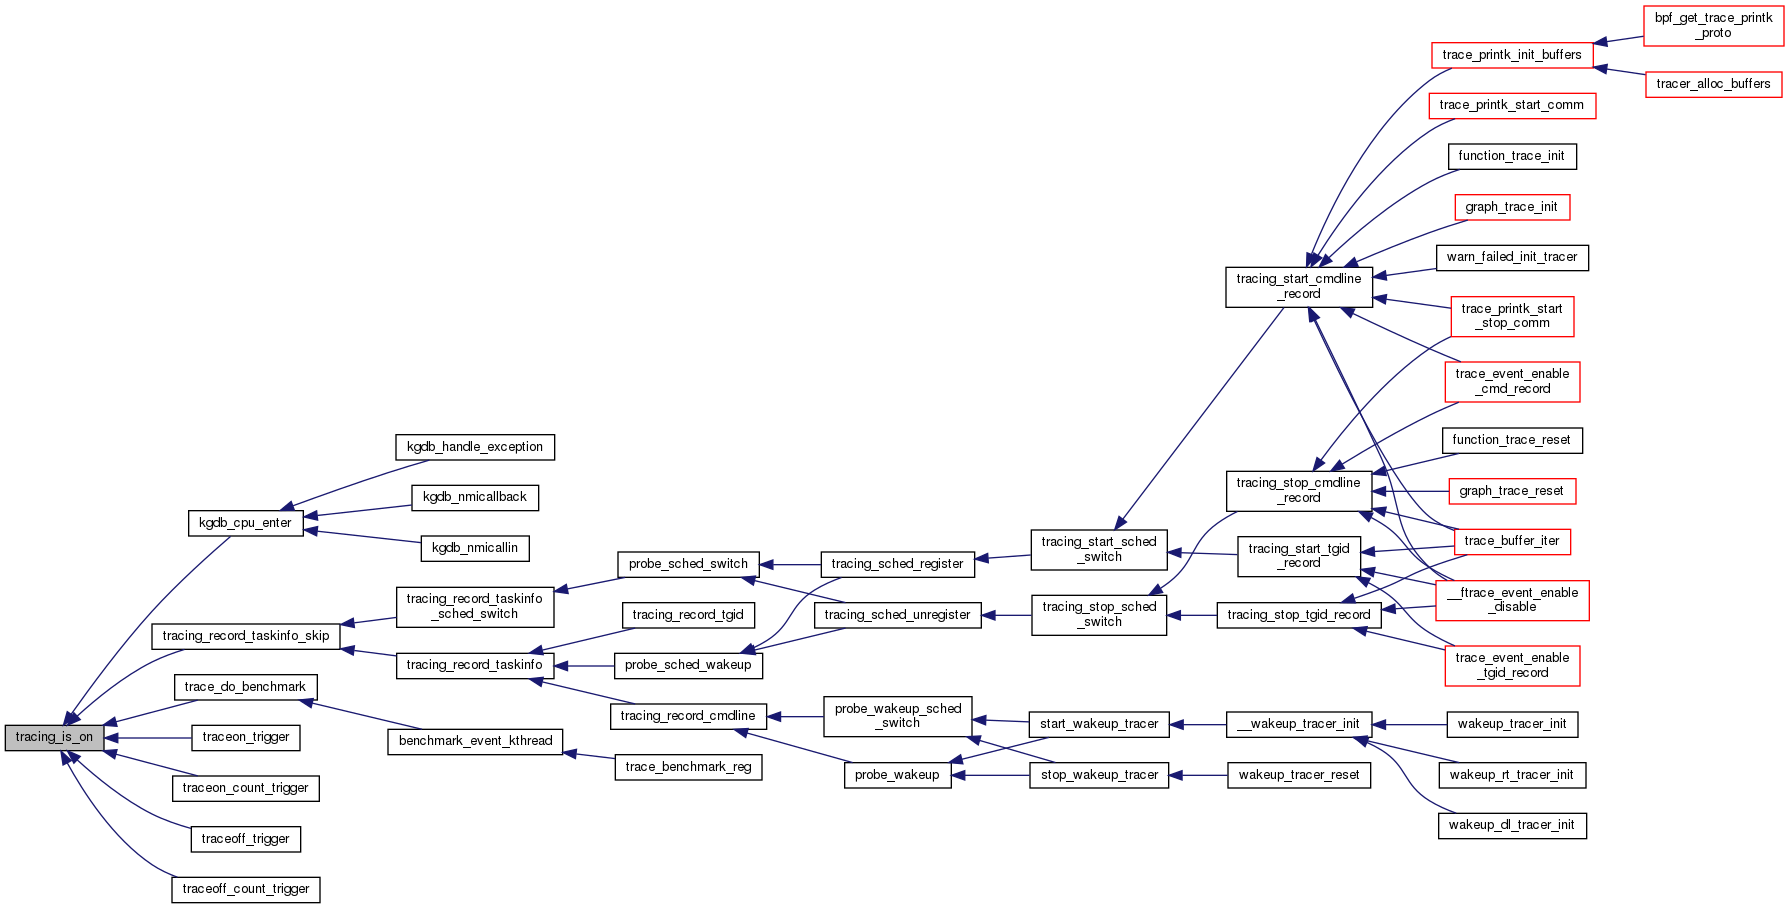 bpf_get_trace_printk
_proto
trace_printk_init_buffers
tracer_alloc_buffers
trace_printk_start_comm
function_trace_init
graph_trace_init
warn_failed_init_tracer
tracing_start_cmdline
_record
trace_printk_start
_stop_comm
trace_event_enable
_cmd_record
function_trace_reset
kgdb_handle_exception
tracing_stop_cmdline
_record
graph_trace_reset
kgdb_nmicallback
kgdb_cpu_enter
kgdb_nmicallin
tracing_start_sched
_switch
trace_buffer_iter
tracing_start_tgid
_record
probe_sched_switch
tracing_sched_register
tracing_record_taskinfo
_sched_switch
__ftrace_event_enable
_disable
tracing_record_tgid
tracing_sched_unregister
tracing_stop_sched
_switch
tracing_stop_tgid_record
tracing_record_taskinfo_skip
tracing_record_taskinfo
probe_sched_wakeup
trace_event_enable
_tgid_record
trace_do_benchmark
tracing_record_cmdline
probe_wakeup_sched
_switch
start_wakeup_tracer
__wakeup_tracer_init
wakeup_tracer_init
tracing_is_on
traceon_trigger
benchmark_event_kthread
trace_benchmark_reg
probe_wakeup
stop_wakeup_tracer
wakeup_tracer_reset
wakeup_rt_tracer_init
traceon_count_trigger
wakeup_dl_tracer_init
traceoff_trigger
traceoff_count_trigger